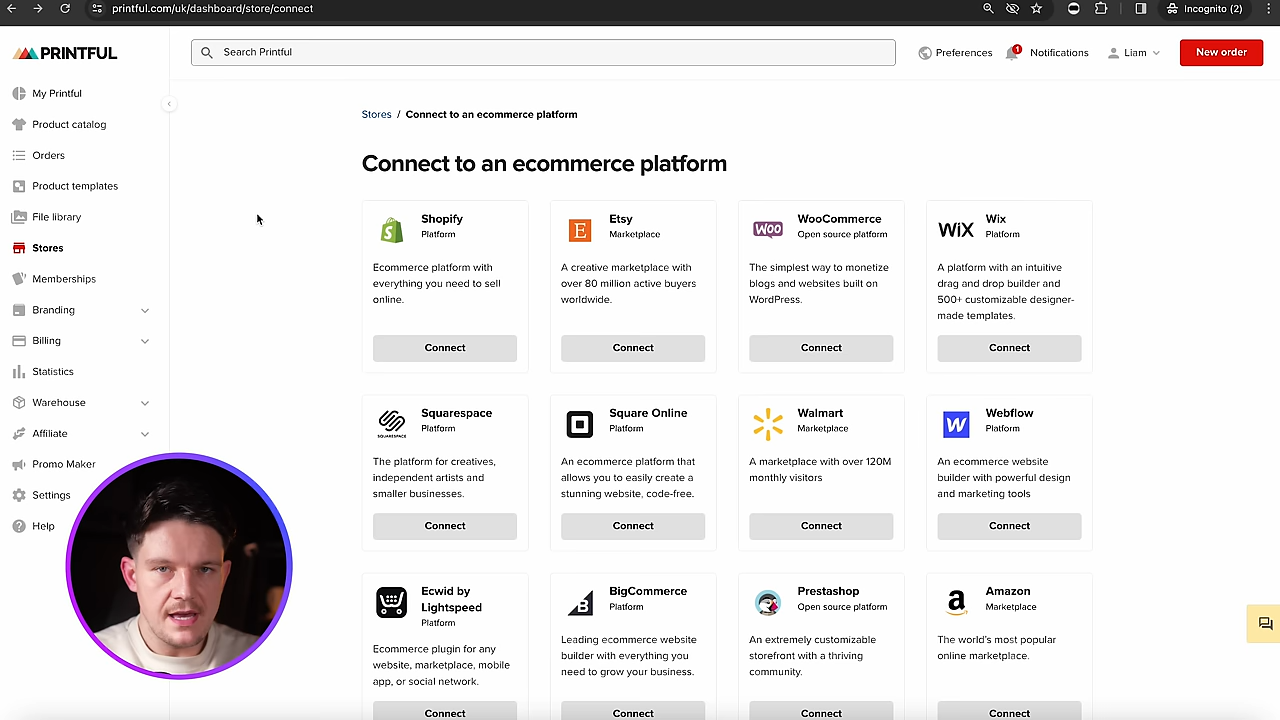 printful.com/uk/dashboard/store/connect
Incognito (2)
PRINTFUL
Search Printful
Preferences
1
Notifications
Liam
New order
My Printful
Product catalog
Orders
Product templates
File library
Stores
Memberships
Branding
Billing
Statistics
Warehouse
Affiliate
Promo Maker
Settings
Help
Stores / Connect to an ecommerce platform
Connect to an ecommerce platform
S
Shopify
Platform
Ecommerce platform with
everything you need to sell
online.
Connect
E
Etsy
Marketplace
A creative marketplace with
over 80 million active buyers
worldwide.
Connect
Woo
WooCommerce
Open source platform
The simplest way to monetize
blogs and websites built on
WordPress.
Connect
WiX
Wix
Platform
A platform with an intuitive
drag and drop builder and
500+ customizable designer-
made templates.
Connect
SQUARESPACE
Squarespace
Platform
The platform for creatives,
independent artists and
smaller businesses.
Connect
Square Online
Platform
An ecommerce platform that
allows you to easily create a
stunning website, code-free.
Connect
Walmart
Marketplace
A marketplace with over 120M
monthly visitors
Connect
W
Webflow
Platform
An ecommerce website
builder with powerful design
and marketing tools
Connect
Ecwid by
Lightspeed
Platform
Ecommerce plugin for any
website, marketplace, mobile
app, or social network.
Connect
B
BigCommerce
Platform
Leading ecommerce website
builder with everything you
need to grow your business.
Connect
Prestashop
Open source platform
An extremely customizable
storefront with a thriving
community.
Connect
a
Amazon
Marketplace
The world's most popular
online marketplace.
Connect